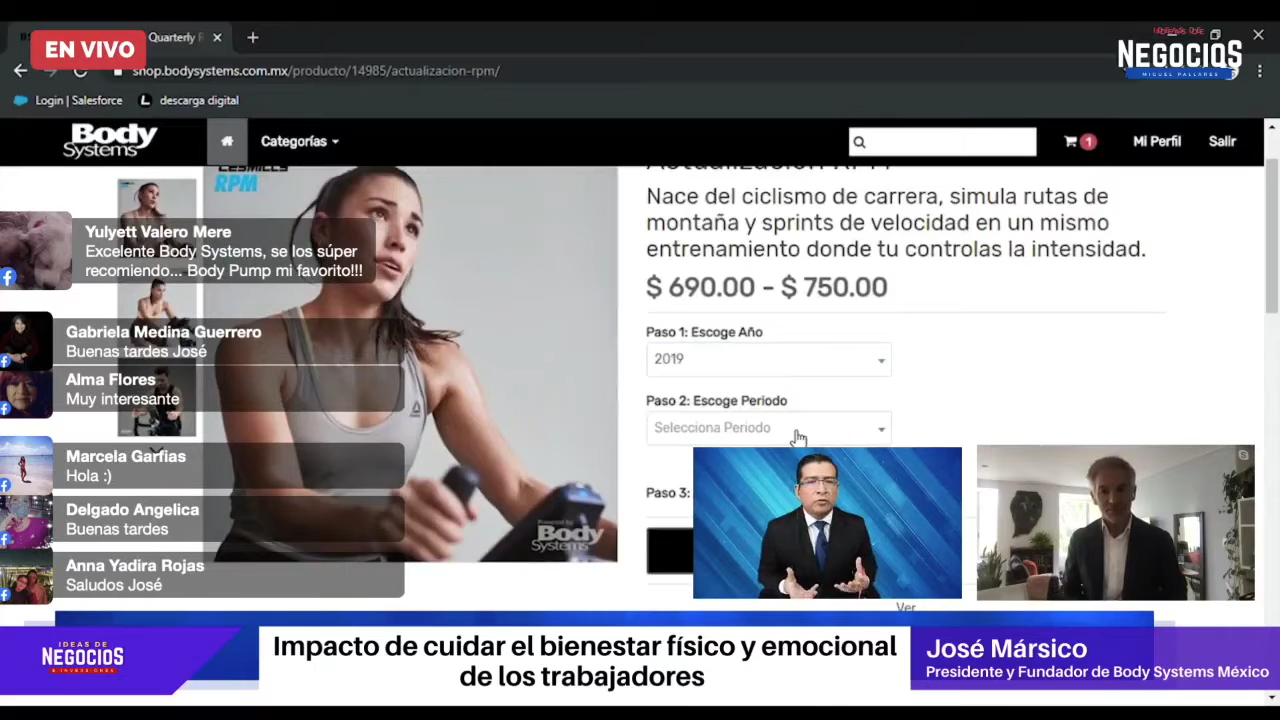 EN VIVO
Quarterly
shop.bodysystems.com.mx/producto/14985/actualizacion-rpm/
NEGOCIOS
MIGUEL PALLARES
Login | Salesforce
descarga digital
Body Systems
Categorías
1
Mi Perfil
Salir
LESMILLS
RPM
Actualización RPM
Nace del ciclismo de carrera, simula rutas de
montaña y sprints de velocidad en un mismo
entrenamiento donde tu controlas la intensidad.
$ 690.00 - $ 750.00
Paso 1: Escoge Año
2019
Paso 2: Escoge Periodo
Selecciona Periodo
Paso 3:
Ver
Yulyett Valero Mere
Excelente Body Systems, se los súper
recomiendo... Body Pump mi favorito!!!
Gabriela Medina Guerrero
Buenas tardes José
Alma Flores
Muy interesante
Marcela Garfias
Hola :)
Delgado Angelica
Buenas tardes
Anna Yadira Rojas
Saludos José
Powered by
Body
Systems
IDEAS DE
NEGOCIOS
Impacto de cuidar el bienestar físico y emocional
de los trabajadores
José Mársico
Presidente y Fundador de Body Systems México